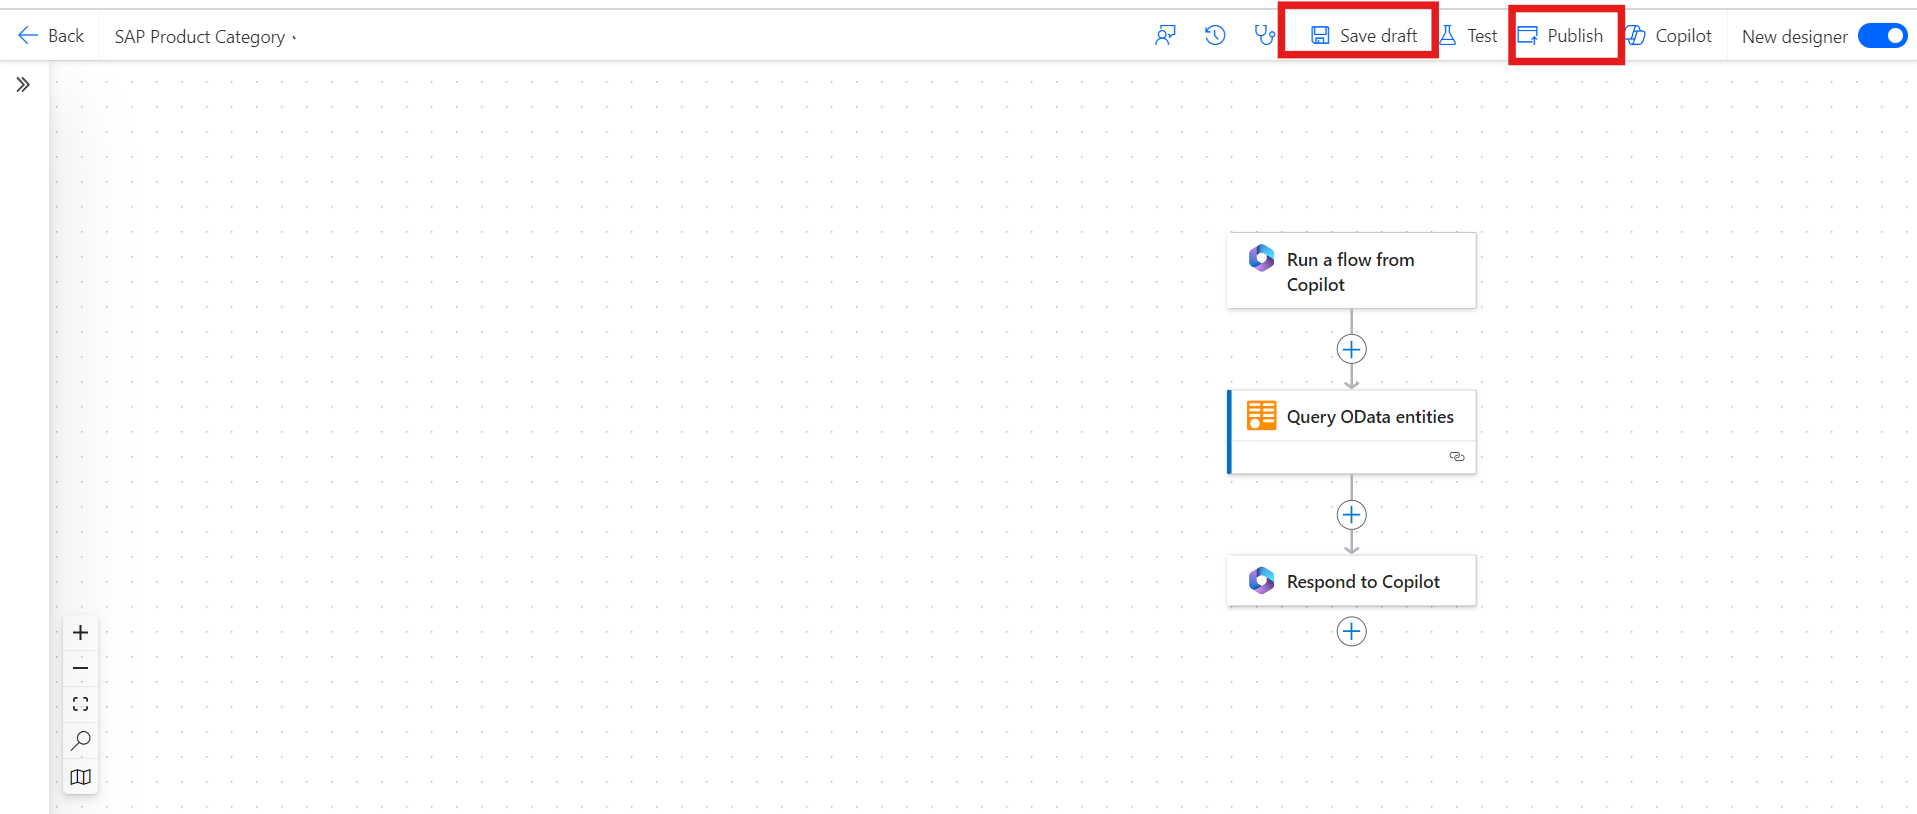 Back
SAP Product Category
Save draft
Test
Publish
Copilot
New designer
Run a flow from
Copilot
Query OData entities
Respond to Copilot